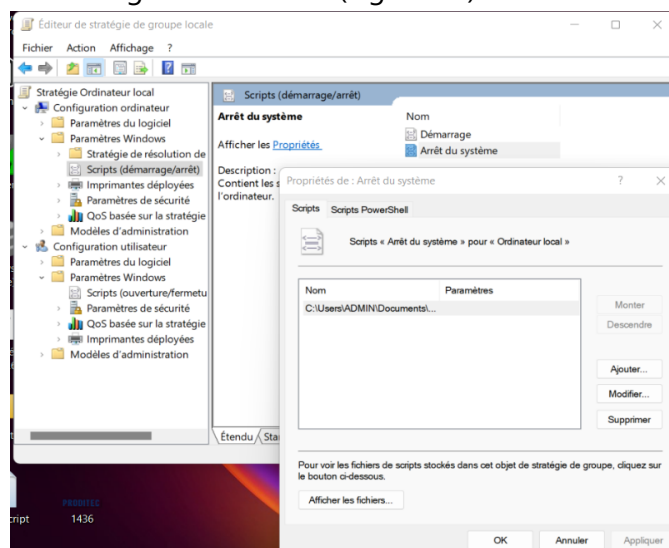 Éditeur de stratégie de groupe locale
Fichier Action Affichage ?
Stratégie Ordinateur local
Configuration ordinateur
Paramètres du logiciel
Paramètres Windows
Stratégie de résolution de
Scripts (démarrage/arrêt)
Imprimantes déployées
Paramètres de sécurité
QoS basée sur la stratégie
Modèles d'administration
Configuration utilisateur
Paramètres du logiciel
Paramètres Windows
Scripts (ouverture/fermetu
Paramètres de sécurité
QoS basée sur la stratégie
Imprimantes déployées
Modèles d'administration
Scripts (démarrage/arrêt)
Arrêt du système
Afficher les Propriétés
Description :
Contient les s
l'ordinateur.
Nom
Démarrage
Arrêt du système
Étendu Sta
Propriétés de : Arrêt du système ?
Scripts Scripts PowerShell
Scripts « Arrêt du système » pour « Ordinateur local »
Nom Paramètres
C:\Users\ADMIN\Documents\...
Monter
Descendre
Ajouter...
Modifier...
Supprimer
Pour voir les fichiers de scripts stockés dans cet objet de stratégie de groupe, cliquez sur
le bouton ci-dessous.
Afficher les fichiers...
OK Annuler Appliquer
PRODITEC
cript 1436